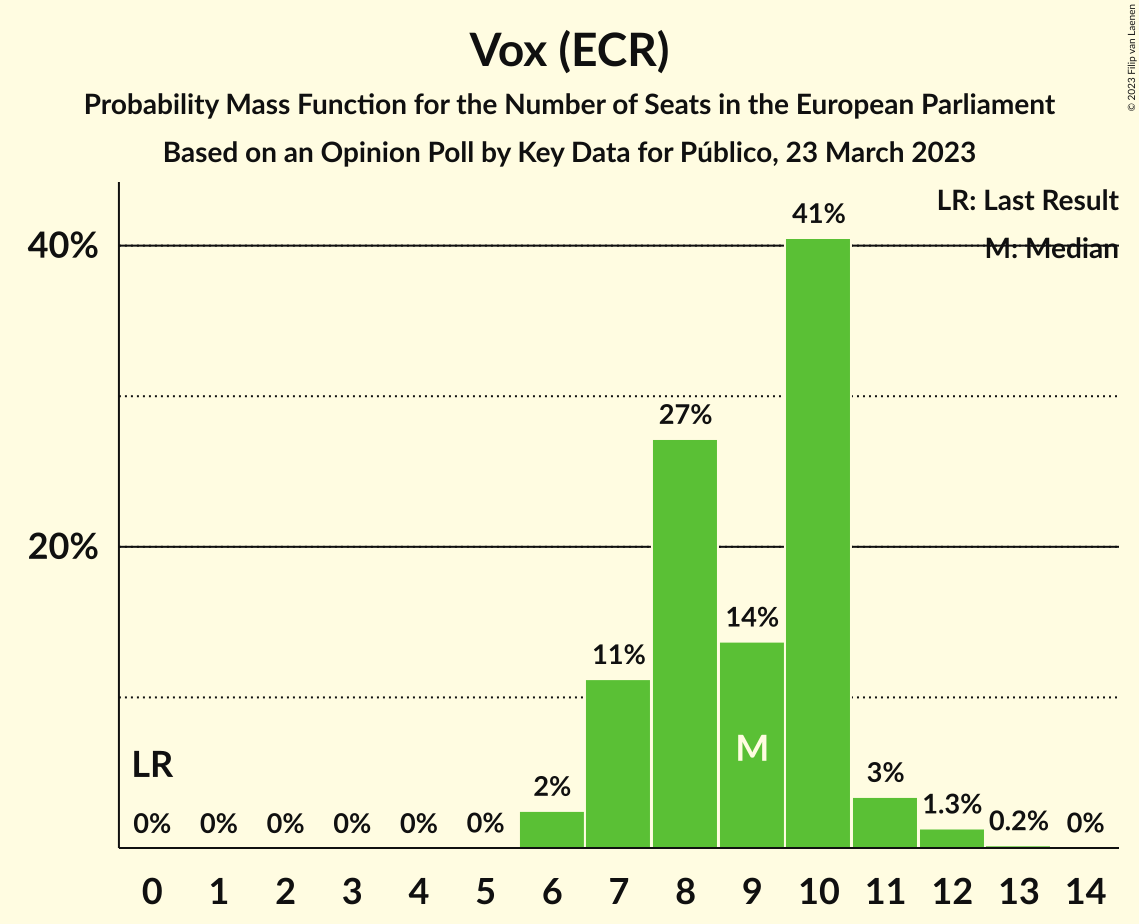 Vox (ECR)
Probability Mass Function for the Number of Seats in the European Parliament
Based on an Opinion Poll by Key Data for Público, 23 March 2023
© 2023 Filip van Laenen
LR: Last Result
M: Median
40%
20%
41%
27%
14%
11%
M
LR
2%
3%
1.3%
0.2%
0%
0% 0% 0% 0% 0% 0%
0 1 2 3 4 5 6 7 8 9 10 11 12 13 14